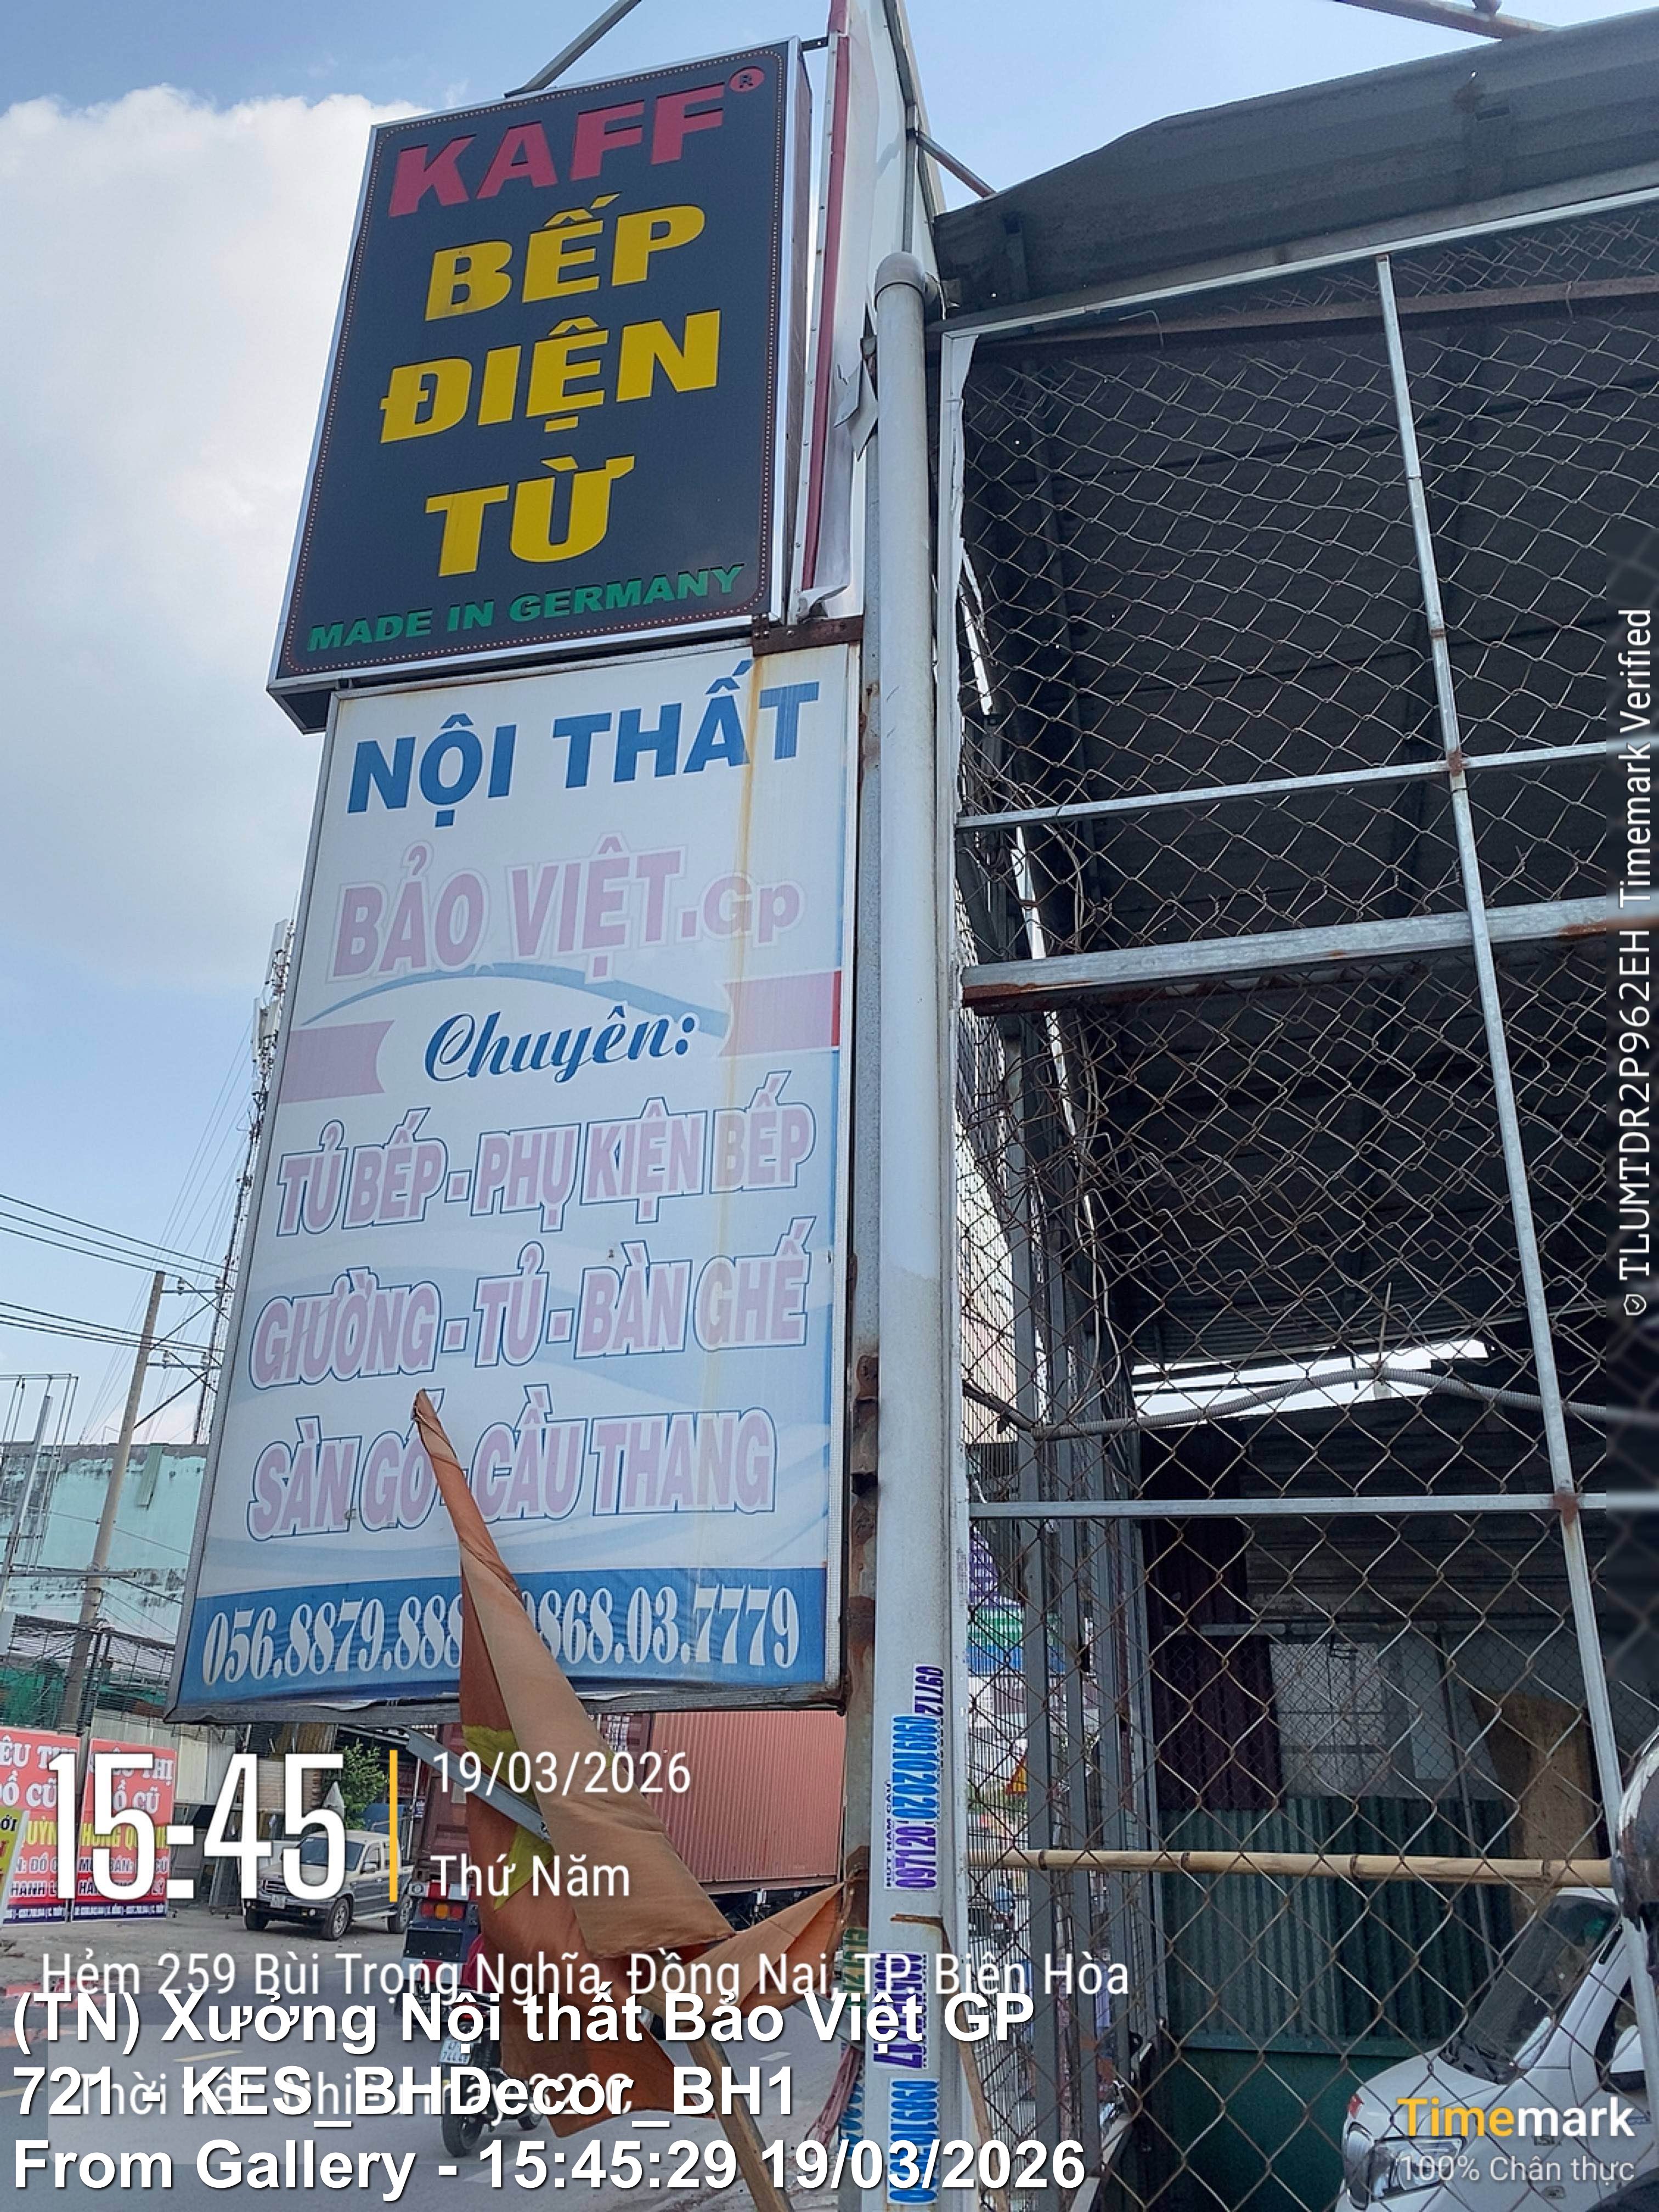 KAFF®
BẾP
ĐIỆN
TỪ
MADE IN GERMANY
NỘI THẤT
BẢO VIỆT.Gp
Chuyên:
TỦ BẾP - PHỤ KIỆN BẾP
GIƯỜNG - TỦ - BÀN GHẾ
SÀN GỖ - CẦU THANG
056.8879.888 0868.03.7779
15:45
19/03/2026
Thứ Năm
Hẻm 259 Bùi Trọng Nghĩa, Đồng Nai, TP. Biên Hòa
(TN) Xưởng Nội thất Bảo Việt GP
721 - KES_BHDecor_BH1
From Gallery - 15:45:29 19/03/2026
TLUMTDR2P962EH Timemark Verified
Timemark
100% Chân thực